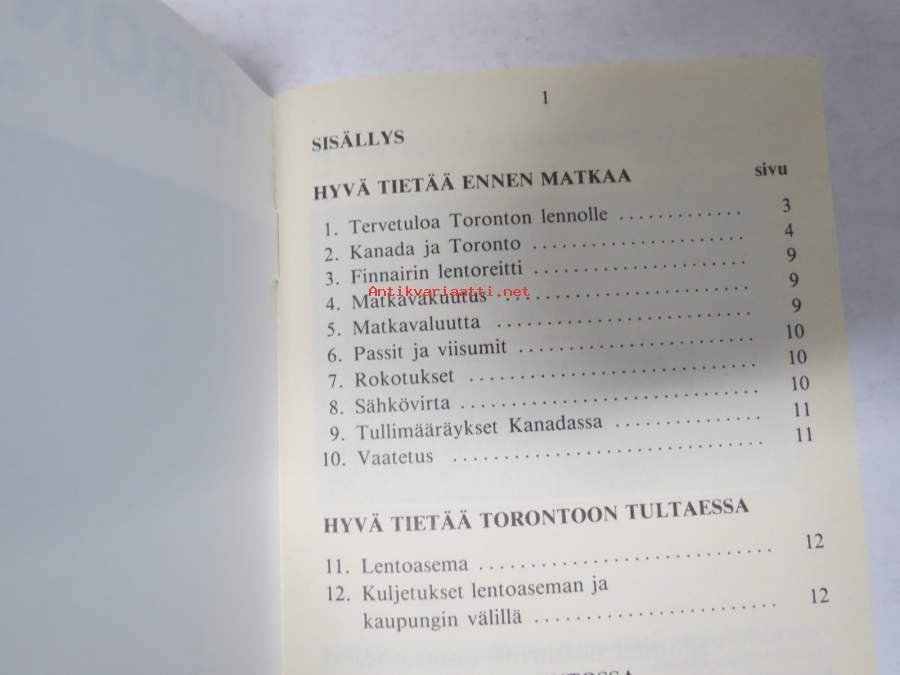 1
SISÄLLYS
HYVÄ TIETÄÄ ENNEN MATKAA sivu
1. Tervetuloa Toronton lennolle ............. 3
2. Kanada ja Toronto ...................... 4
3. Finnairin lentoreitti ...................... 9
Antikvariaatti.net
4. Matkavakuutus ......................... 9
5. Matkavaluutta .......................... 9
6. Passit ja viisumit ........................ 10
7. Rokotukset ............................. 10
8. Sähkövirta .............................. 10
9. Tullimääräykset Kanadassa ............... 11
10. Vaatetus ............................... 11
HYVÄ TIETÄÄ TORONTOON TULTAESSA
11. Lentoasema ............................. 12
12. Kuljetukset lentoaseman ja
kaupungin välillä ........................ 12